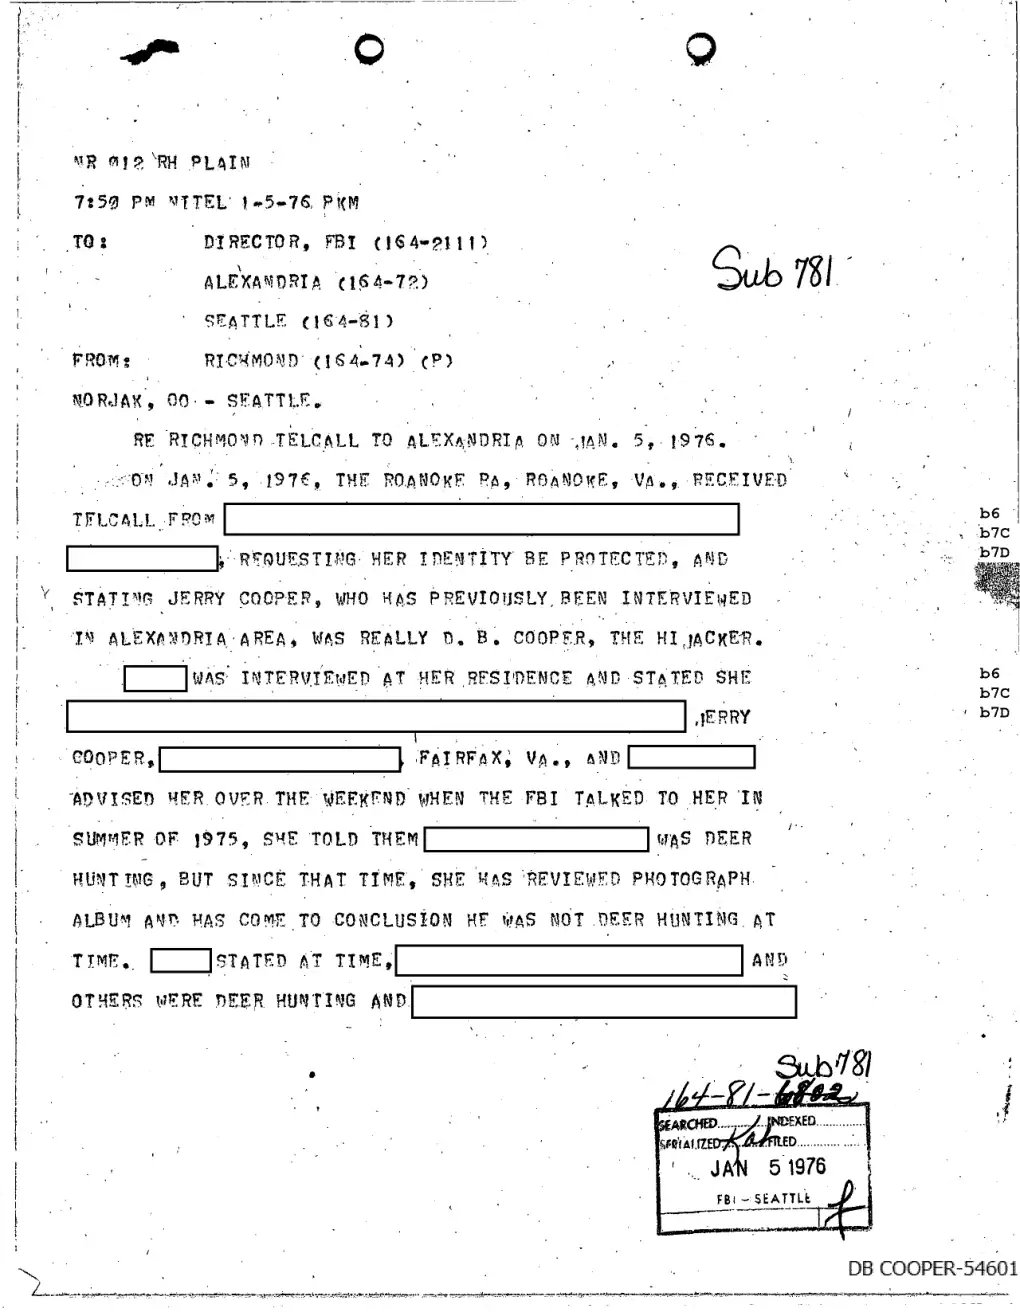 NR 012 RH PLAIN
7:50 PM NITEL 1-5-76 PKM
TO: DIRECTOR, FBI (164-2111)
ALEXANDRIA (164-72)
Sub 781
SEATTLE (164-81)
FROM: RICHMOND (164-74) (P)
NORJAK, OO - SEATTLE.
RE RICHMOND TELCALL TO ALEXANDRIA ON JAN. 5, 1976.
ON JAN. 5, 1976, THE ROANOKE RA, ROANOKE, VA., RECEIVED
TELCALL FROM
b6
b7C
b7D
, REQUESTING HER IDENTITY BE PROTECTED, AND
STATING JERRY COOPER, WHO HAS PREVIOUSLY BEEN INTERVIEWED
IN ALEXANDRIA AREA, WAS REALLY D. B. COOPER, THE HIJACKER.
WAS INTERVIEWED AT HER RESIDENCE AND STATED SHE
b6
b7C
b7D
JERRY
COOPER, , FAIRFAX, VA., AND
ADVISED HER OVER THE WEEKEND WHEN THE FBI TALKED TO HER IN
SUMMER OF 1975, SHE TOLD THEM WAS DEER
HUNTING, BUT SINCE THAT TIME, SHE HAS REVIEWED PHOTOGRAPH
ALBUM AND HAS COME TO CONCLUSION HE WAS NOT DEER HUNTING AT
TIME. STATED AT TIME, AND
OTHERS WERE DEER HUNTING AND
Sub 781
164-81-6802
SEARCHED INDEXED
SERIALIZED FILED
JAN 5 1976
FBI - SEATTLE
DB COOPER-54601